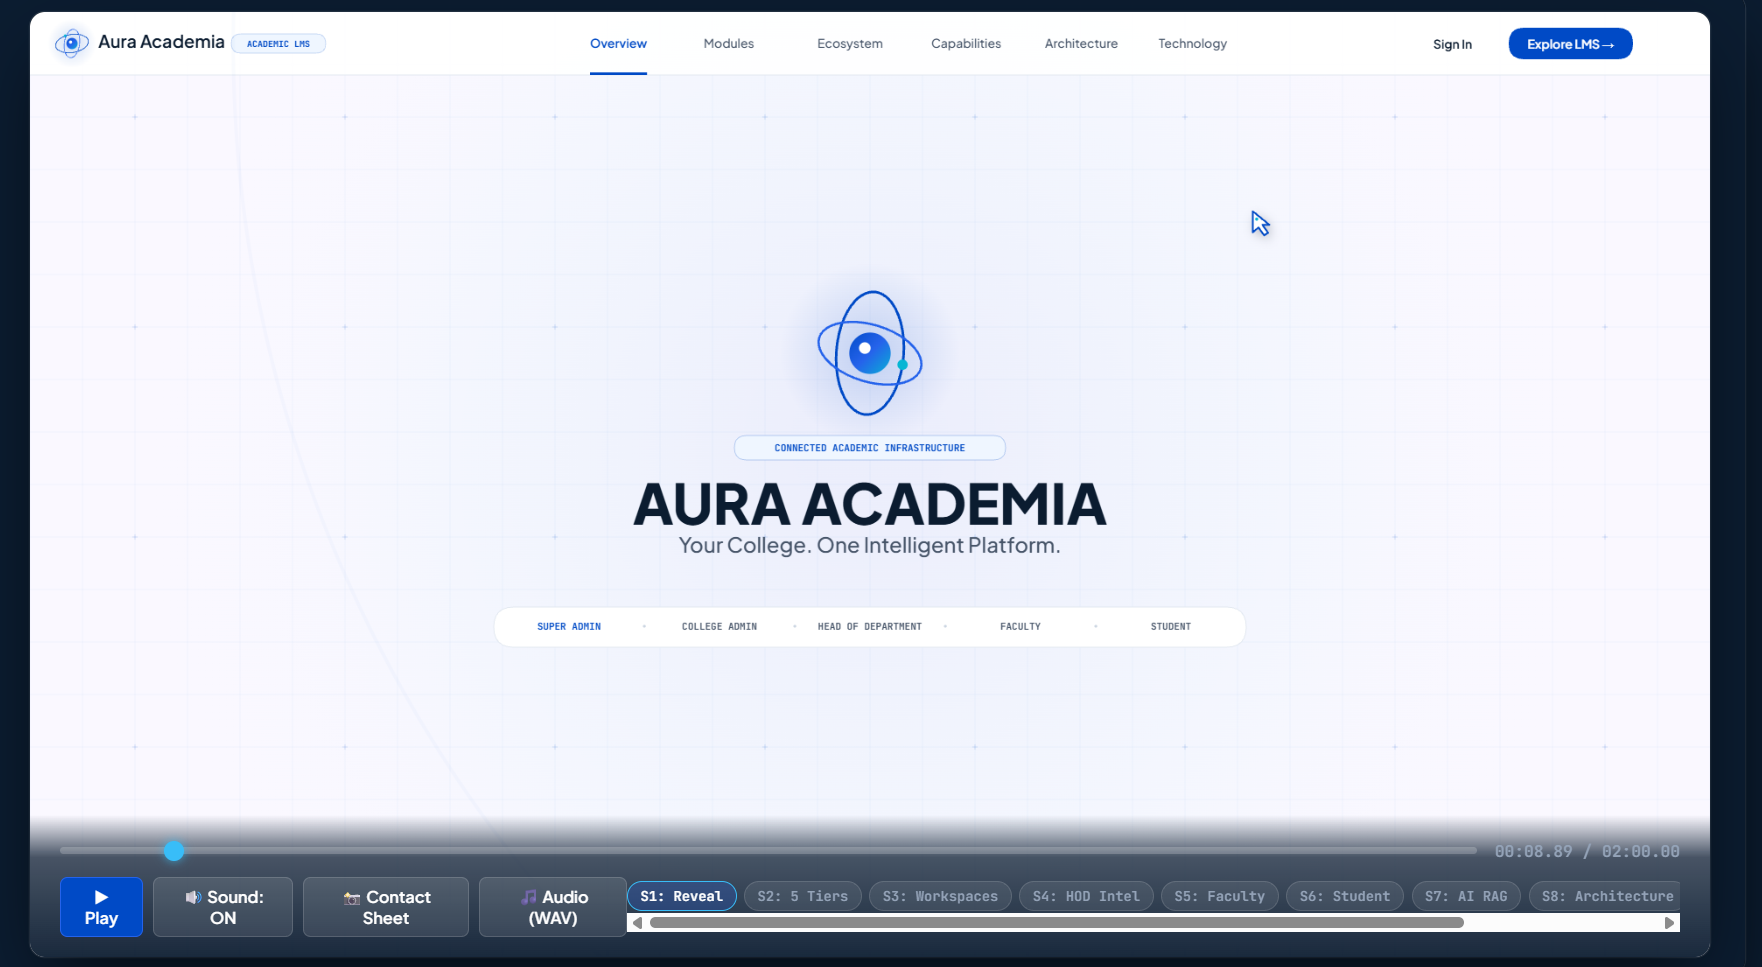 Aura Academia
ACADEMIC LMS
Overview
Modules
Ecosystem
Capabilities
Architecture
Technology
Sign In
Explore LMS →
CONNECTED ACADEMIC INFRASTRUCTURE
AURA ACADEMIA
Your College. One Intelligent Platform.
SUPER ADMIN • COLLEGE ADMIN • HEAD OF DEPARTMENT • FACULTY • STUDENT
00:08.89 / 02:00.00
▶ Play
🔊 Sound: ON
📸 Contact Sheet
🎵 Audio (WAV)
S1: Reveal
S2: 5 Tiers
S3: Workspaces
S4: HOD Intel
S5: Faculty
S6: Student
S7: AI RAG
S8: Architecture